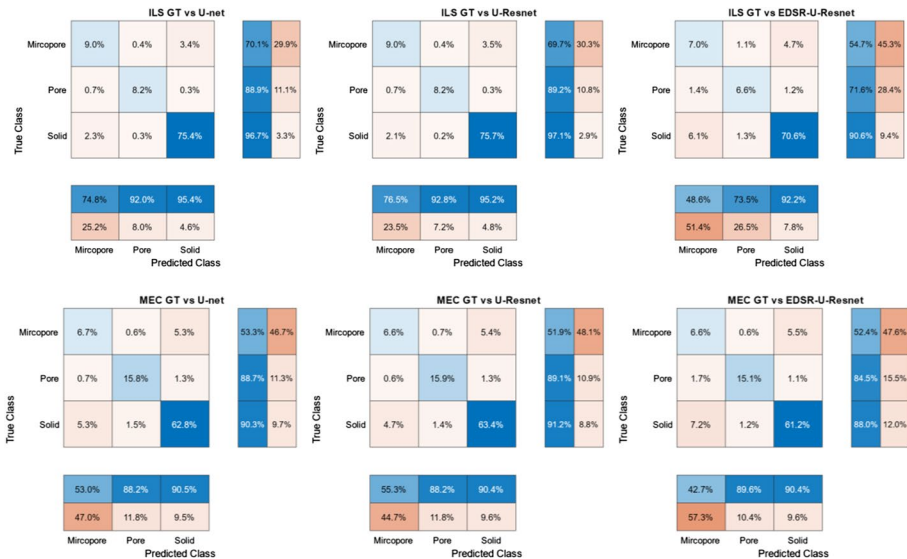 ILS GT vs U-net
Mircopore 9.0% 0.4% 3.4% 70.1% 29.9%
Pore 0.7% 8.2% 0.3% 88.9% 11.1%
Solid 2.3% 0.3% 75.4% 96.7% 3.3%
True Class
74.8% 92.0% 95.4%
25.2% 8.0% 4.6%
Mircopore Pore Solid
Predicted Class
ILS GT vs U-Resnet
Mircopore 9.0% 0.4% 3.5% 69.7% 30.3%
Pore 0.7% 8.2% 0.3% 89.2% 10.8%
Solid 2.1% 0.2% 75.7% 97.1% 2.9%
True Class
76.5% 92.8% 95.2%
23.5% 7.2% 4.8%
Mircopore Pore Solid
Predicted Class
ILS GT vs EDSR-U-Resnet
Mircopore 7.0% 1.1% 4.7% 54.7% 45.3%
Pore 1.4% 6.6% 1.2% 71.6% 28.4%
Solid 6.1% 1.3% 70.6% 90.6% 9.4%
True Class
48.6% 73.5% 92.2%
51.4% 26.5% 7.8%
Mircopore Pore Solid
Predicted Class
MEC GT vs U-net
Mircopore 6.7% 0.6% 5.3% 53.3% 46.7%
Pore 0.7% 15.8% 1.3% 88.7% 11.3%
Solid 5.3% 1.5% 62.8% 90.3% 9.7%
True Class
53.0% 88.2% 90.5%
47.0% 11.8% 9.5%
Mircopore Pore Solid
Predicted Class
MEC GT vs U-Resnet
Mircopore 6.6% 0.7% 5.4% 51.9% 48.1%
Pore 0.6% 15.9% 1.3% 89.1% 10.9%
Solid 4.7% 1.4% 63.4% 91.2% 8.8%
True Class
55.3% 88.2% 90.4%
44.7% 11.8% 9.6%
Mircopore Pore Solid
Predicted Class
MEC GT vs EDSR-U-Resnet
Mircopore 6.6% 0.6% 5.5% 52.4% 47.6%
Pore 1.7% 15.1% 1.1% 84.5% 15.5%
Solid 7.2% 1.2% 61.2% 88.0% 12.0%
True Class
42.7% 89.6% 90.4%
57.3% 10.4% 9.6%
Mircopore Pore Solid
Predicted Class